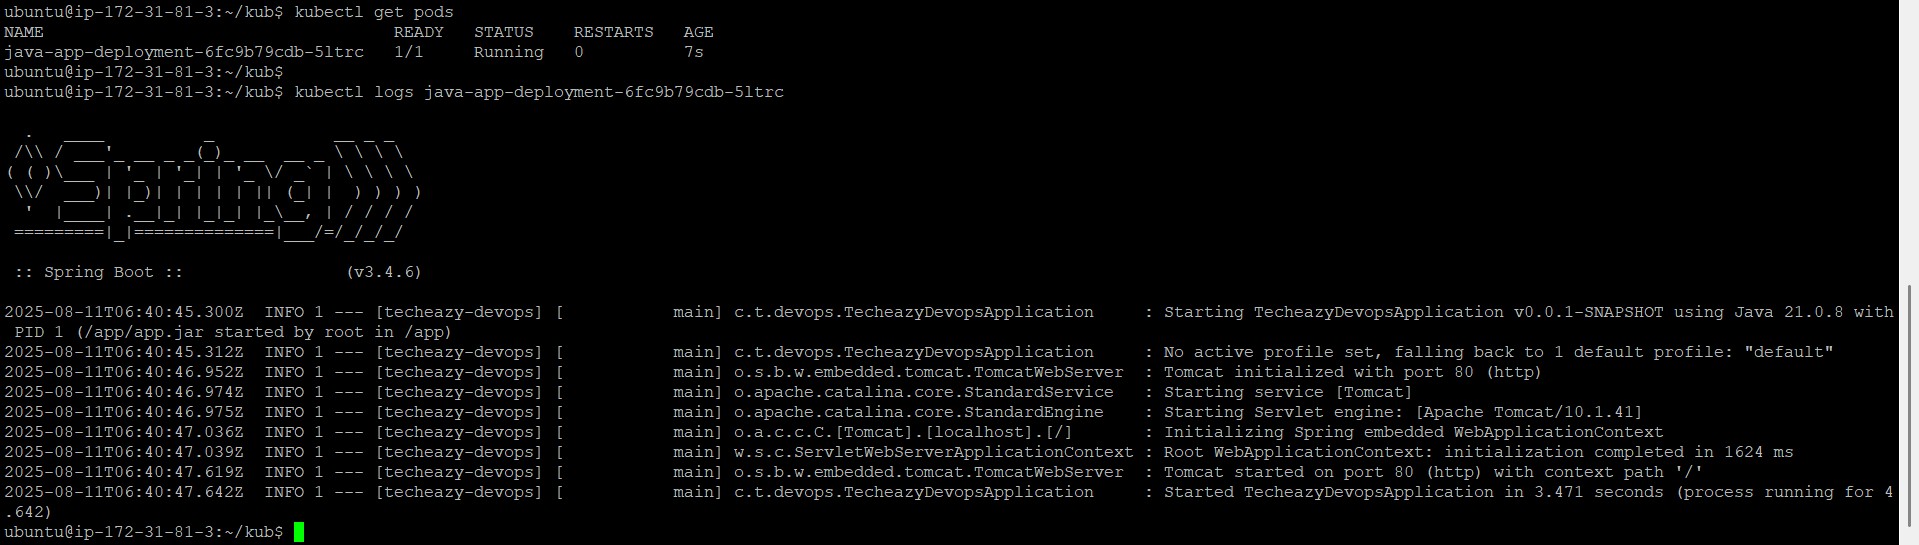 ubuntu@ip-172-31-81-3:~/kub$ kubectl get pods
NAME                                   READY   STATUS    RESTARTS   AGE
java-app-deployment-6fc9b79cdb-5ltrc   1/1     Running   0          7s
ubuntu@ip-172-31-81-3:~/kub$
ubuntu@ip-172-31-81-3:~/kub$ kubectl logs java-app-deployment-6fc9b79cdb-5ltrc

  .   ____          _            __ _ _
 /\\ / ___'_ __ _ _(_)_ __  __ _ \ \ \ \
( ( )\___ | '_ | '_| | '_ \/ _` | \ \ \ \
 \\/  ___)| |_)| | | | | || (_| |  ) ) ) )
  '  |____| .__|_| |_|_| |_\__, | / / / /
 =========|_|==============|___/=/_/_/_/

 :: Spring Boot ::                (v3.4.6)

2025-08-11T06:40:45.300Z  INFO 1 --- [techeazy-devops] [           main] c.t.devops.TecheazyDevopsApplication     : Starting TecheazyDevopsApplication v0.0.1-SNAPSHOT using Java 21.0.8 with
 PID 1 (/app/app.jar started by root in /app)
2025-08-11T06:40:45.312Z  INFO 1 --- [techeazy-devops] [           main] c.t.devops.TecheazyDevopsApplication     : No active profile set, falling back to 1 default profile: "default"
2025-08-11T06:40:46.952Z  INFO 1 --- [techeazy-devops] [           main] o.s.b.w.embedded.tomcat.TomcatWebServer  : Tomcat initialized with port 80 (http)
2025-08-11T06:40:46.974Z  INFO 1 --- [techeazy-devops] [           main] o.apache.catalina.core.StandardService   : Starting service [Tomcat]
2025-08-11T06:40:46.975Z  INFO 1 --- [techeazy-devops] [           main] o.apache.catalina.core.StandardEngine    : Starting Servlet engine: [Apache Tomcat/10.1.41]
2025-08-11T06:40:47.036Z  INFO 1 --- [techeazy-devops] [           main] o.a.c.c.C.[Tomcat].[localhost].[/]       : Initializing Spring embedded WebApplicationContext
2025-08-11T06:40:47.039Z  INFO 1 --- [techeazy-devops] [           main] w.s.c.ServletWebServerApplicationContext : Root WebApplicationContext: initialization completed in 1624 ms
2025-08-11T06:40:47.619Z  INFO 1 --- [techeazy-devops] [           main] o.s.b.w.embedded.tomcat.TomcatWebServer  : Tomcat started on port 80 (http) with context path '/'
2025-08-11T06:40:47.642Z  INFO 1 --- [techeazy-devops] [           main] c.t.devops.TecheazyDevopsApplication     : Started TecheazyDevopsApplication in 3.471 seconds (process running for 4
.642)
ubuntu@ip-172-31-81-3:~/kub$